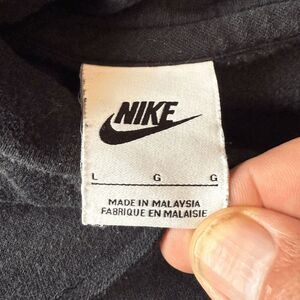 NIKE
L G G
MADE IN MALAYSIA
FABRIQUE EN MALAISIE